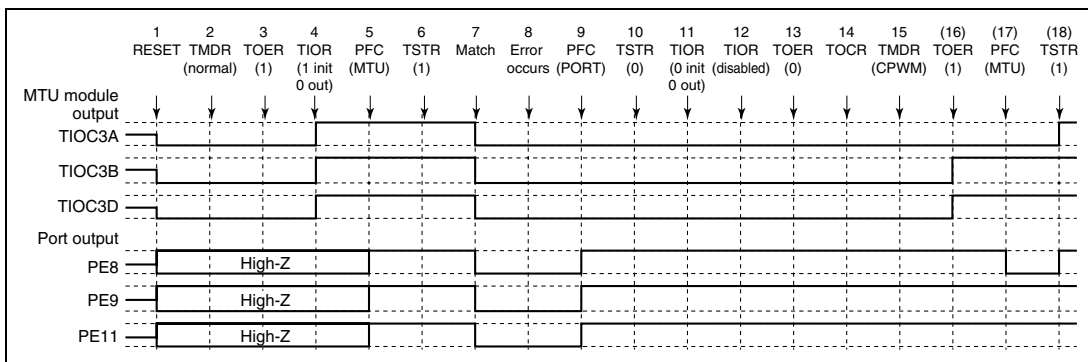 1 2 3 4 5 6 7 8 9 10 11 12 13 14 15 (16) (17) (18)
RESET TMDR TOER TIOR PFC TSTR Match Error PFC TSTR TIOR TIOR TOER TOCR TMDR TOER PFC TSTR
(normal) (1) (1 init (MTU) (1) occurs (PORT) (0) (0 init (disabled) (0) (CPWM) (1) (MTU) (1)
0 out) 0 out)
MTU module
output
TIOC3A
TIOC3B
TIOC3D
Port output
PE8 High-Z
PE9 High-Z
PE11 High-Z